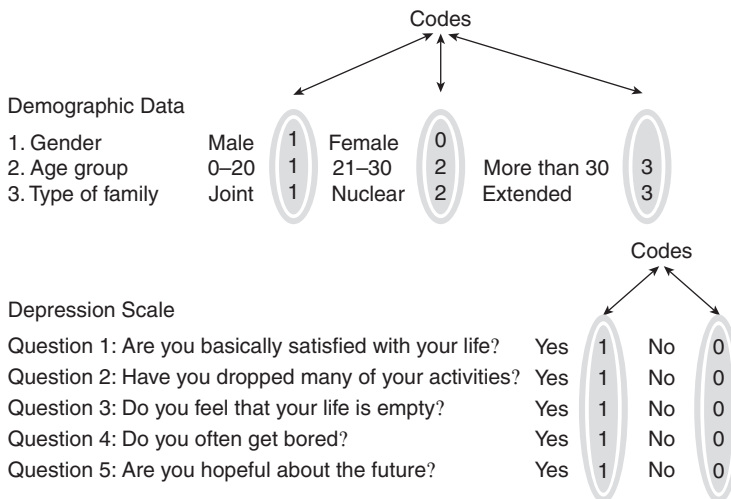 Codes
Demographic Data
1. Gender Male 1 Female 0
2. Age group 0–20 1 21–30 2 More than 30 3
3. Type of family Joint 1 Nuclear 2 Extended 3
Codes
Depression Scale
Question 1: Are you basically satisfied with your life? Yes 1 No 0
Question 2: Have you dropped many of your activities? Yes 1 No 0
Question 3: Do you feel that your life is empty? Yes 1 No 0
Question 4: Do you often get bored? Yes 1 No 0
Question 5: Are you hopeful about the future? Yes 1 No 0